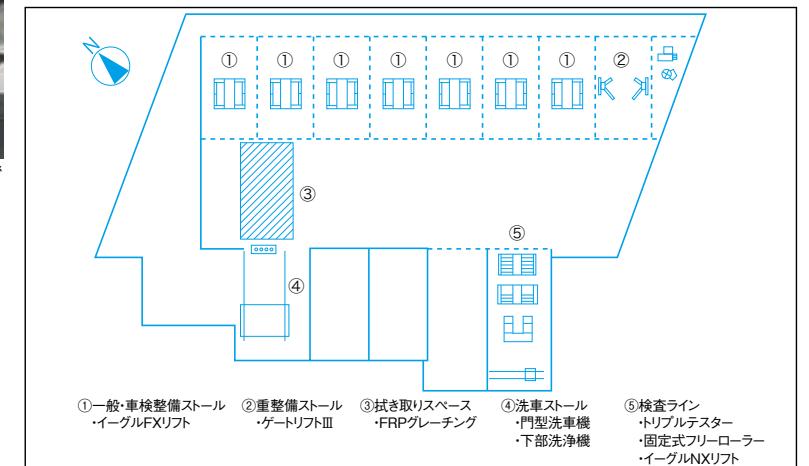 N
① ① ① ① ① ① ① ②
③
⑤
④
①一般・車検整備ストール
・イーグルFXリフト
②重整備ストール
・ゲートリフトⅢ
③拭き取りスペース
・FRPグレーチング
④洗車ストール
・門型洗車機
・下部洗浄機
⑤検査ライン
・トリプルテスター
・固定式フリーローラー
・イーグルNXリフト